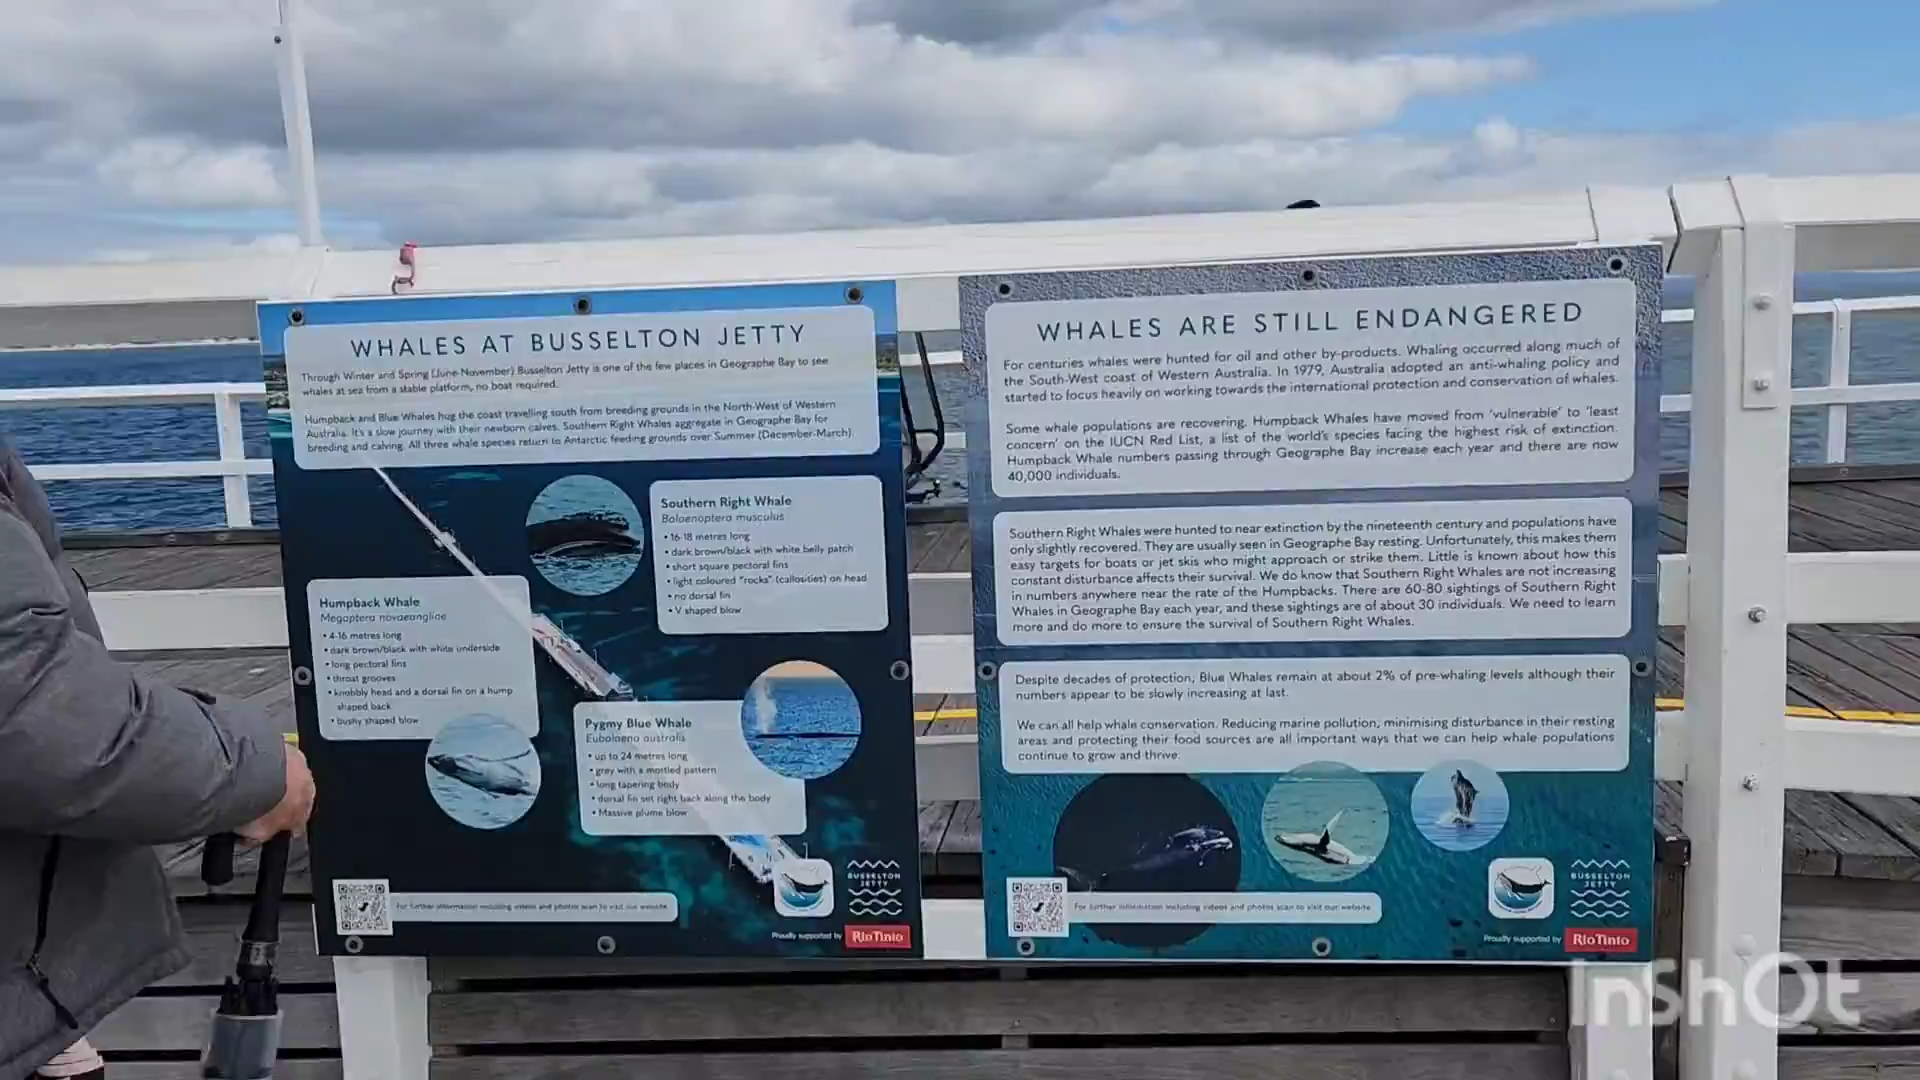 WHALES AT BUSSELTON JETTY
Through Winter and Spring (June-November) Busselton Jetty is one of the few places in Geographe Bay to see
whales at sea from a stable platform, no boat required.
Humpback and Blue Whales hug the coast travelling south from breeding grounds in the North-West of Western
Australia. It's a slow journey with their newborn calves. Southern Right Whales aggregate in Geographe Bay for
breeding and calving. All three whale species return to Antarctic feeding grounds over Summer (December-March).
Southern Right Whale
Balaenoptera musculus
• 16-18 metres long
• dark brown/black with white belly patch
• short square pectoral fins
• light coloured "rocks" (callosities) on head
• no dorsal fin
• V shaped blow
Humpback Whale
Megaptera novaeangliae
• 4-16 metres long
• dark brown/black with white underside
• long pectoral fins
• throat grooves
• knobbly head and a dorsal fin on a hump
shaped back
• bushy shaped blow
Pygmy Blue Whale
Eubalaena australis
• up to 24 metres long
• grey with a mottled pattern
• long tapering body
• dorsal fin set right back along the body
• Massive plume blow
For further information including videos and photos scan to visit our website
BUSSELTON
JETTY
Proudly supported by RioTinto
WHALES ARE STILL ENDANGERED
For centuries whales were hunted for oil and other by-products. Whaling occurred along much of
the South-West coast of Western Australia. In 1979, Australia adopted an anti-whaling policy and
started to focus heavily on working towards the international protection and conservation of whales.
Some whale populations are recovering. Humpback Whales have moved from 'vulnerable' to 'least
concern' on the IUCN Red List, a list of the world's species facing the highest risk of extinction.
Humpback Whale numbers passing through Geographe Bay increase each year and there are now
40,000 individuals.
Southern Right Whales were hunted to near extinction by the nineteenth century and populations have
only slightly recovered. They are usually seen in Geographe Bay resting. Unfortunately, this makes them
easy targets for boats or jet skis who might approach or strike them. Little is known about how this
constant disturbance affects their survival. We do know that Southern Right Whales are not increasing
in numbers anywhere near the rate of the Humpbacks. There are 60-80 sightings of Southern Right
Whales in Geographe Bay each year, and these sightings are of about 30 individuals. We need to learn
more and do more to ensure the survival of Southern Right Whales.
Despite decades of protection, Blue Whales remain at about 2% of pre-whaling levels although their
numbers appear to be slowly increasing at last.
We can all help whale conservation. Reducing marine pollution, minimising disturbance in their resting
areas and protecting their food sources are all important ways that we can help whale populations
continue to grow and thrive.
For further information including videos and photos scan to visit our website
BUSSELTON
JETTY
Proudly supported by RioTinto
InShOt